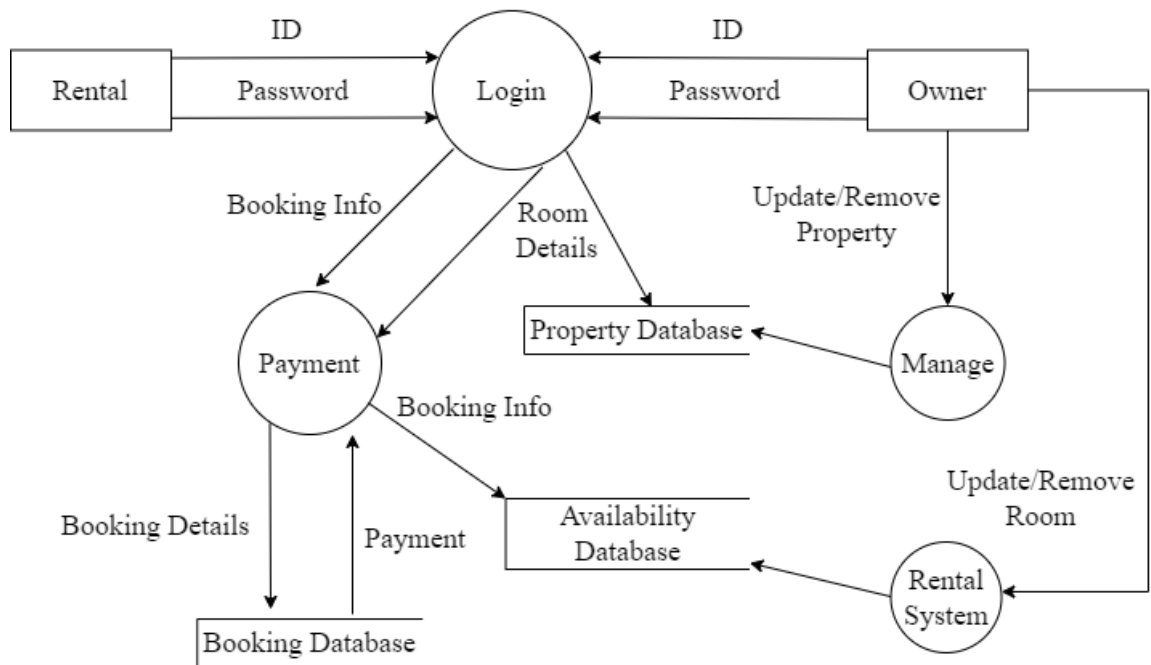 ID
ID
Rental
Password
Login
Password
Owner
Booking Info
Room
Details
Update/Remove
Property
Property Database
Payment
Manage
Booking Info
Update/Remove
Room
Booking Details
Payment
Availability
Database
Rental
System
Booking Database